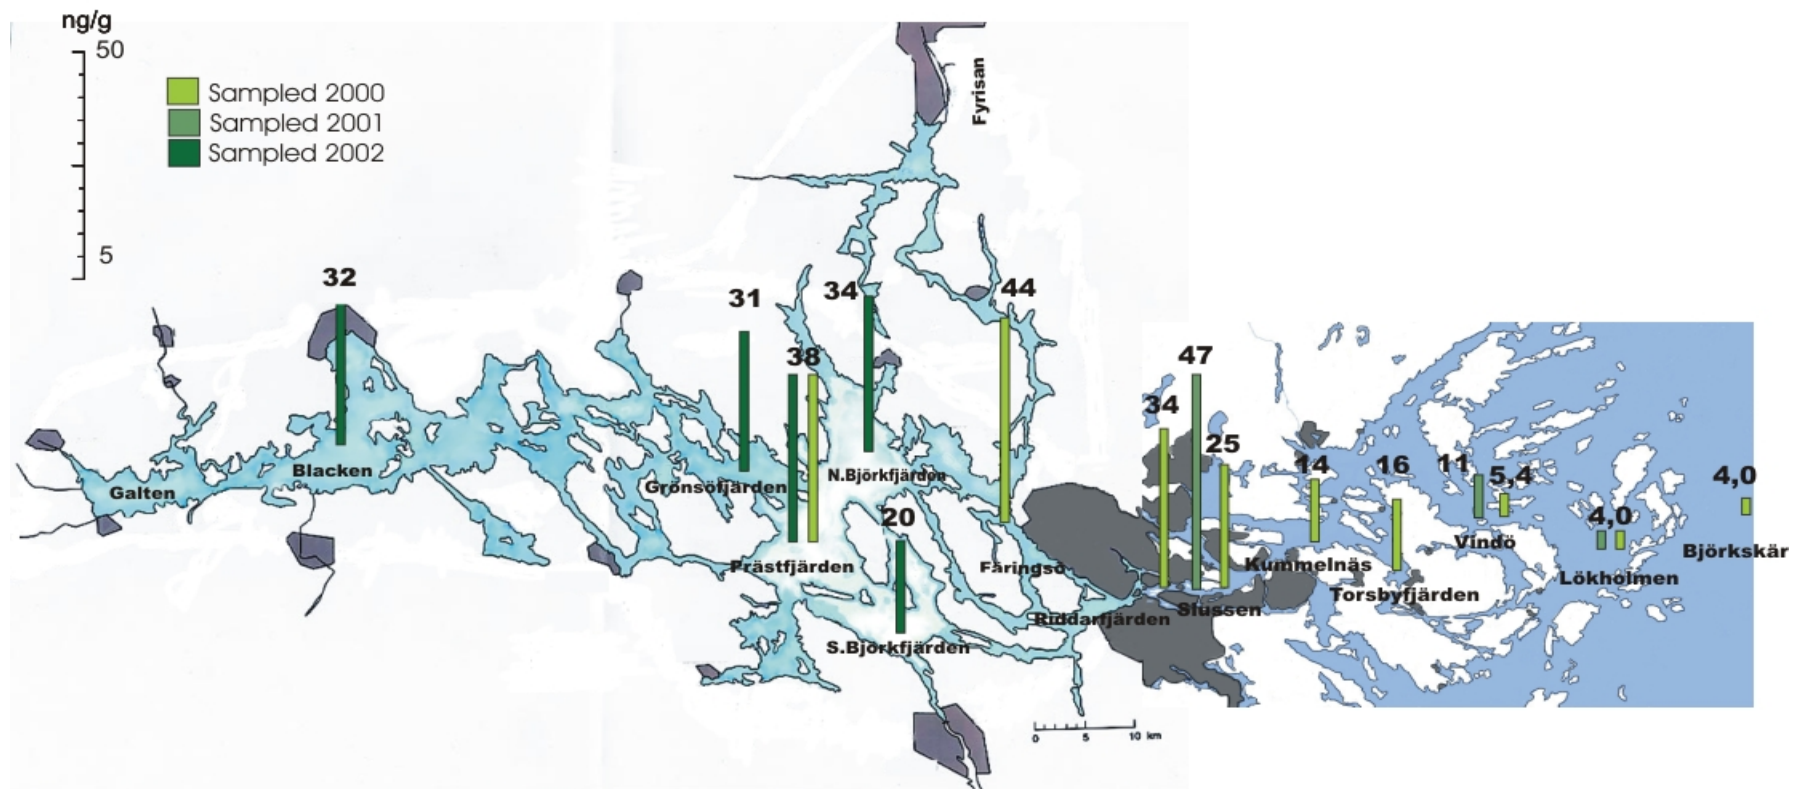 ng/g
50
Sampled 2000
Sampled 2001
Sampled 2002
5
Fyrisan
32
31
34
44
38
47
34
25
14
16
11
5,4
4,0
4,0
20
Galten
Blacken
Grönsöfjärden
N.Björkfjärden
Prästfjärden
Färingsö
S.Björkfjärden
Riddarfjärden
Slussen
Kummelnäs
Torsbyfjärden
Vindö
Lökholmen
Björkskär
0 5 10 km